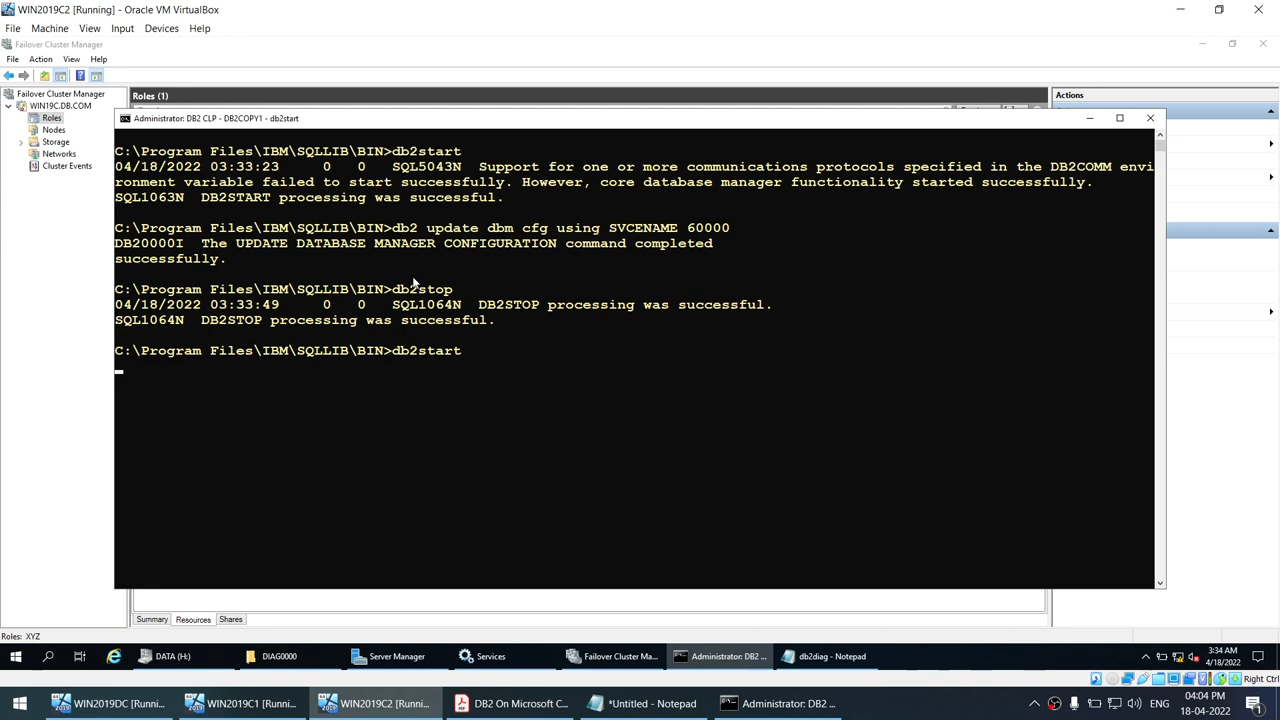 WIN2019C2 [Running] - Oracle VM VirtualBox
File Machine View Input Devices Help
Failover Cluster Manager
File Action View Help
Failover Cluster Manager
WIN19C.DB.COM
Roles
Nodes
Storage
Networks
Cluster Events
Roles (1)
Actions
Administrator: DB2 CLP - DB2COPY1 - db2start
C:\Program Files\IBM\SQLLIB\BIN>db2start
04/18/2022 03:33:23 0 0 SQL5043N Support for one or more communications protocols specified in the DB2COMM envi
ronment variable failed to start successfully. However, core database manager functionality started successfully.
SQL1063N DB2START processing was successful.
C:\Program Files\IBM\SQLLIB\BIN>db2 update dbm cfg using SVCENAME 60000
DB20000I The UPDATE DATABASE MANAGER CONFIGURATION command completed
successfully.
C:\Program Files\IBM\SQLLIB\BIN>db2stop
04/18/2022 03:33:49 0 0 SQL1064N DB2STOP processing was successful.
SQL1064N DB2STOP processing was successful.
C:\Program Files\IBM\SQLLIB\BIN>db2start
Summary Resources Shares
Roles: XYZ
DATA (H:) DIAG0000 Server Manager Services Failover Cluster Ma... Administrator: DB2 ... db2diag - Notepad
3:34 AM
4/18/2022
Right Ctrl
WIN2019DC [Runni... WIN2019C1 [Runni... WIN2019C2 [Runni... DB2 On Microsoft C... *Untitled - Notepad Administrator: DB2 ...
ENG
04:04 PM
18-04-2022
1